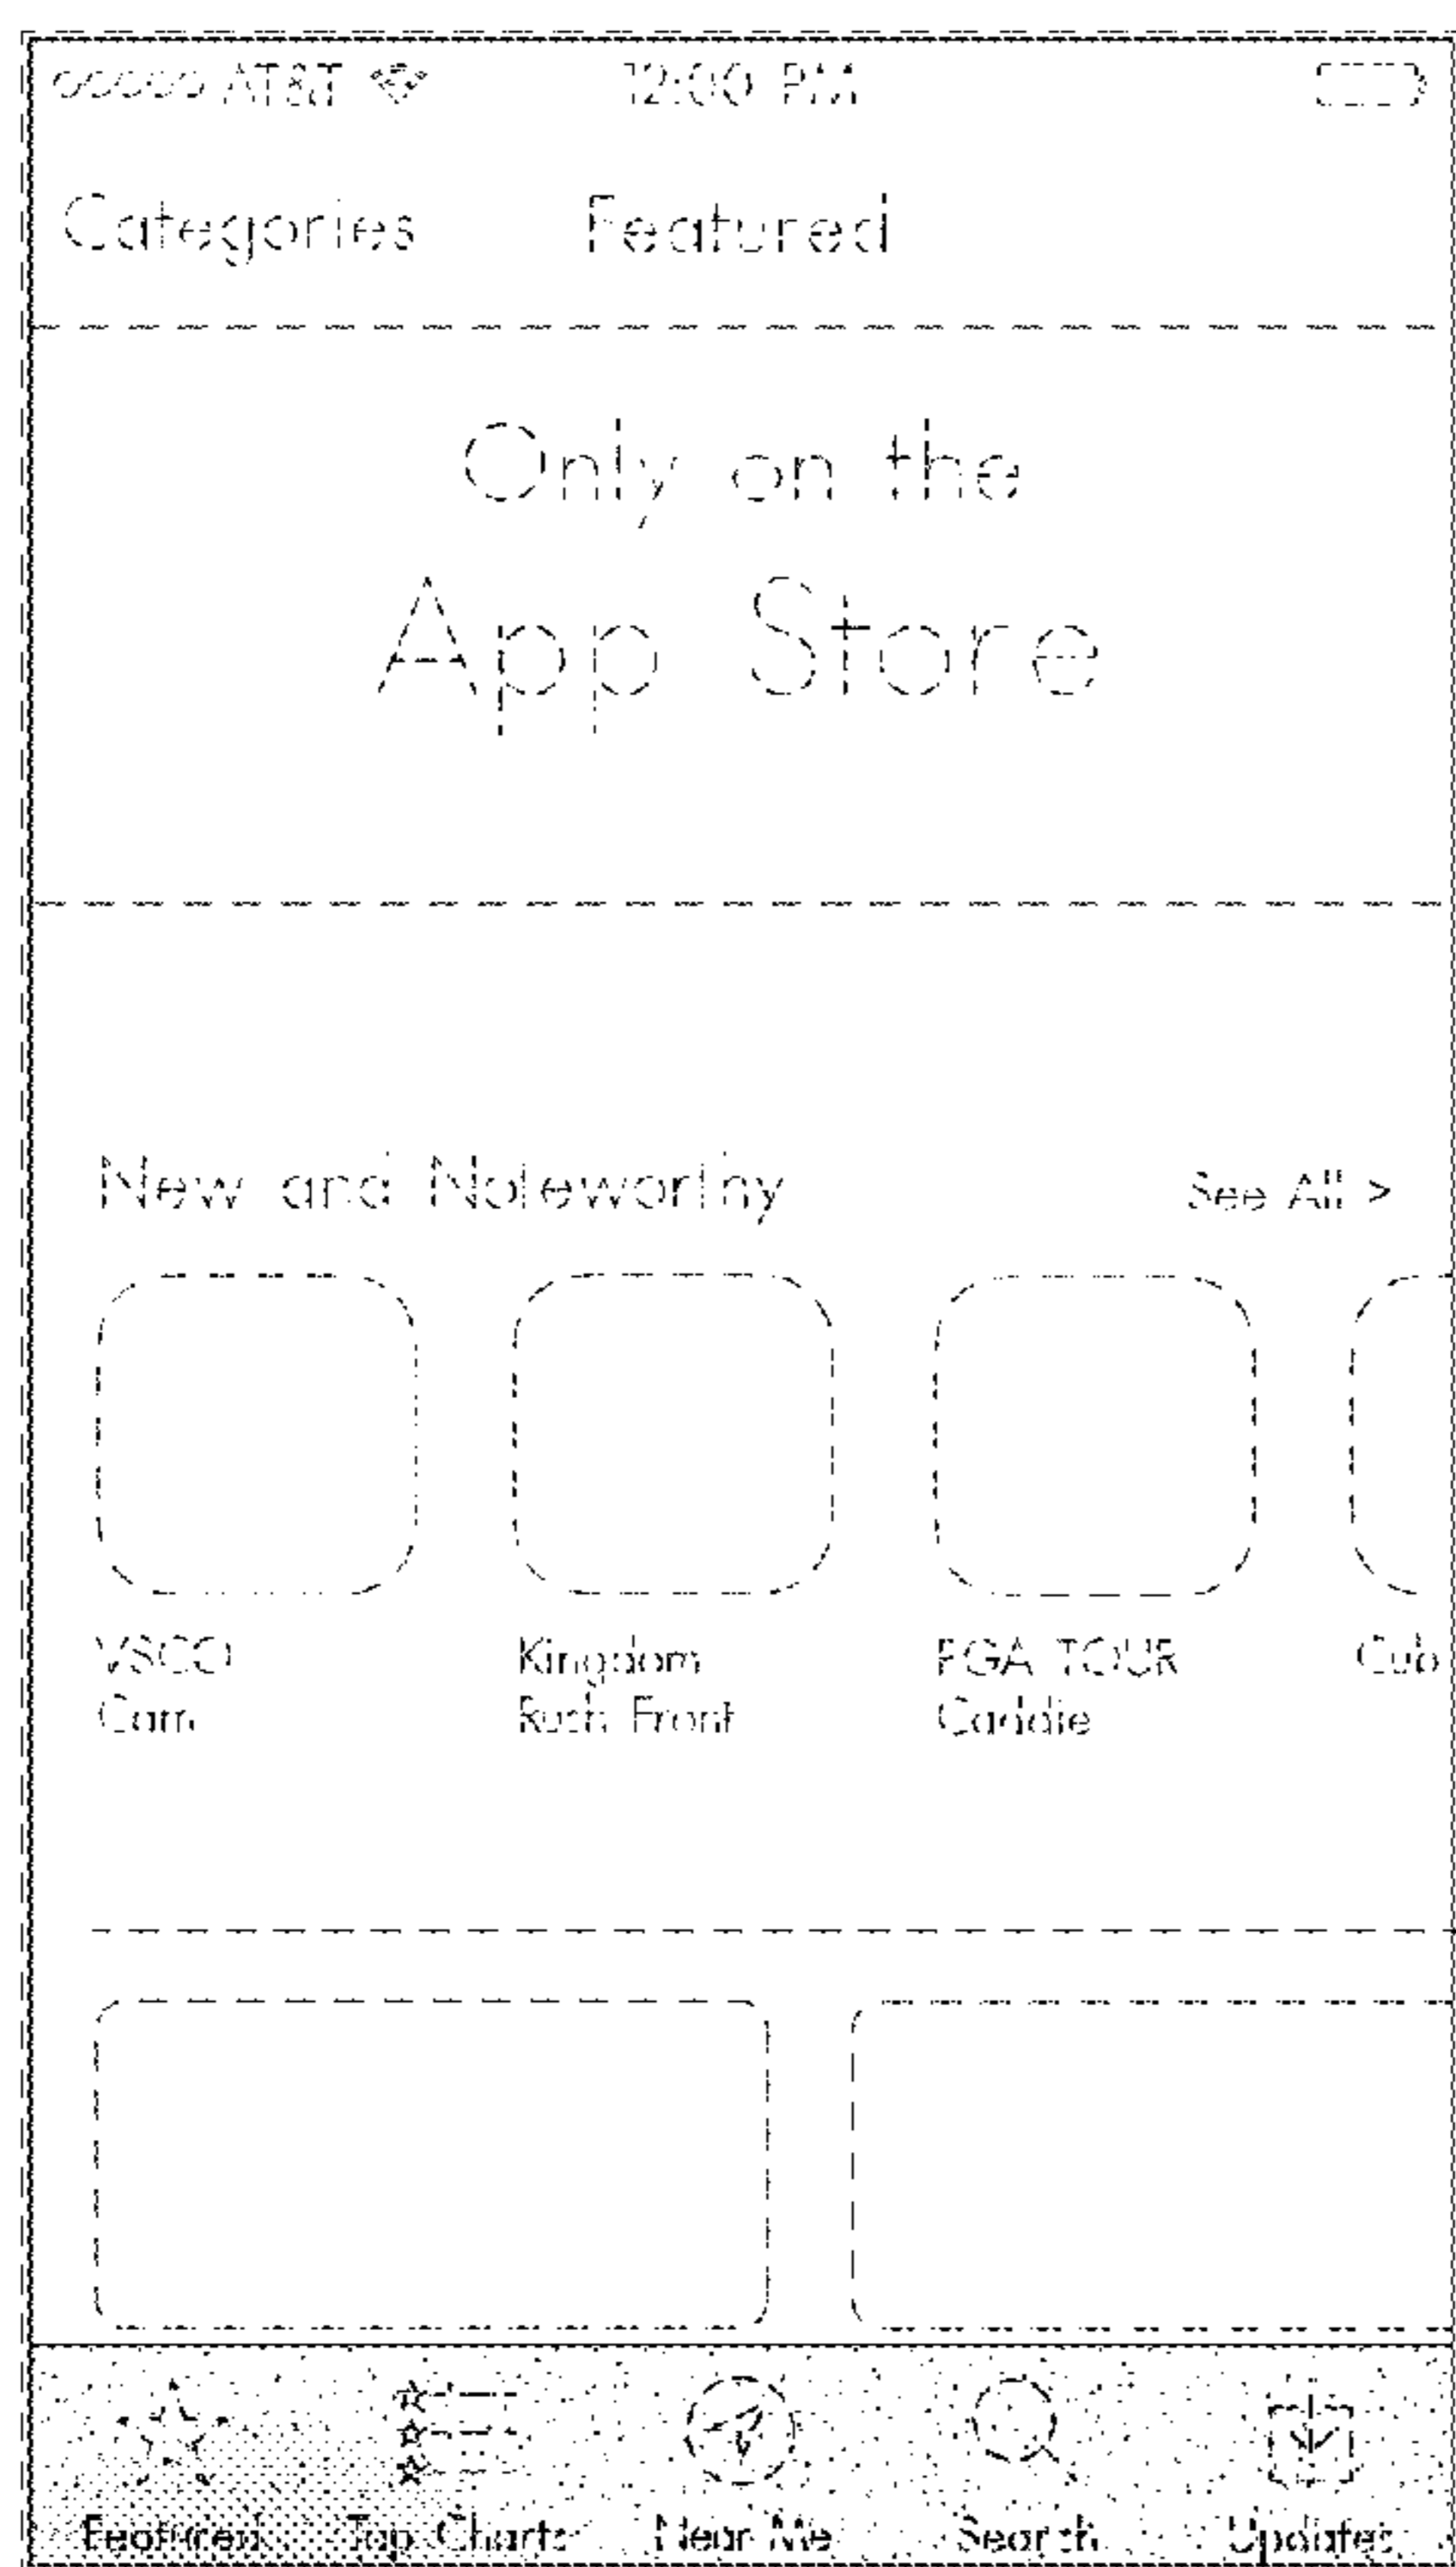 AT&T 12:00 PM
Categories Featured
Only on the
App Store
New and Noteworthy See All >
VSCO Kingdom PGA TOUR Cub
Cam Rush Front Caddie
Featured Top Charts Near Me Search Updates